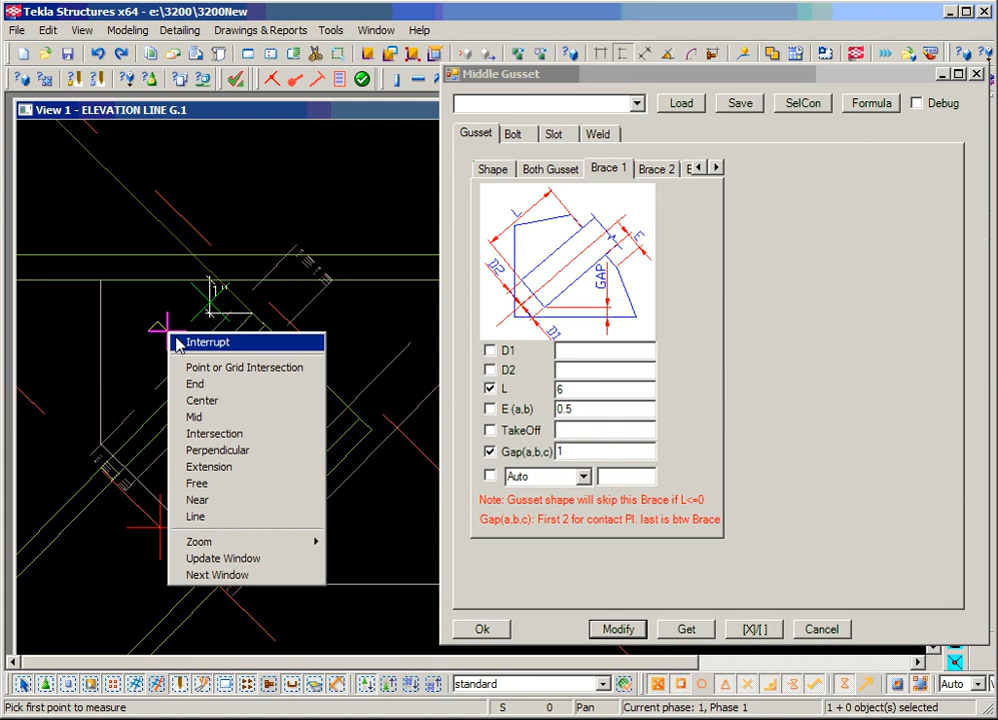 Tekla Structures x64 - e:\3200\3200New
File Edit View Modeling Detailing Drawings & Reports Tools Window Help
Middle Gusset
Load Save SelCon Formula Debug
View 1 - ELEVATION LINE G.1
Gusset Bolt Slot Weld
Shape Both Gusset Brace 1 Brace 2
L
E
D2
GAP
D1
1"
Interrupt
Point or Grid Intersection
End
Center
Mid
Intersection
Perpendicular
Extension
Free
Near
Line
Zoom
Update Window
Next Window
D1
D2
L 6
E (a,b) 0.5
TakeOff
Gap(a,b,c) 1
Auto
Note: Gusset shape will skip this Brace if L<=0
Gap(a,b,c): First 2 for contact Pl. last is btw Brace
Ok Modify Get [X]/[ ] Cancel
standard Auto
Pick first point to measure S 0 Pan Current phase: 1, Phase 1 1 + 0 object(s) selected